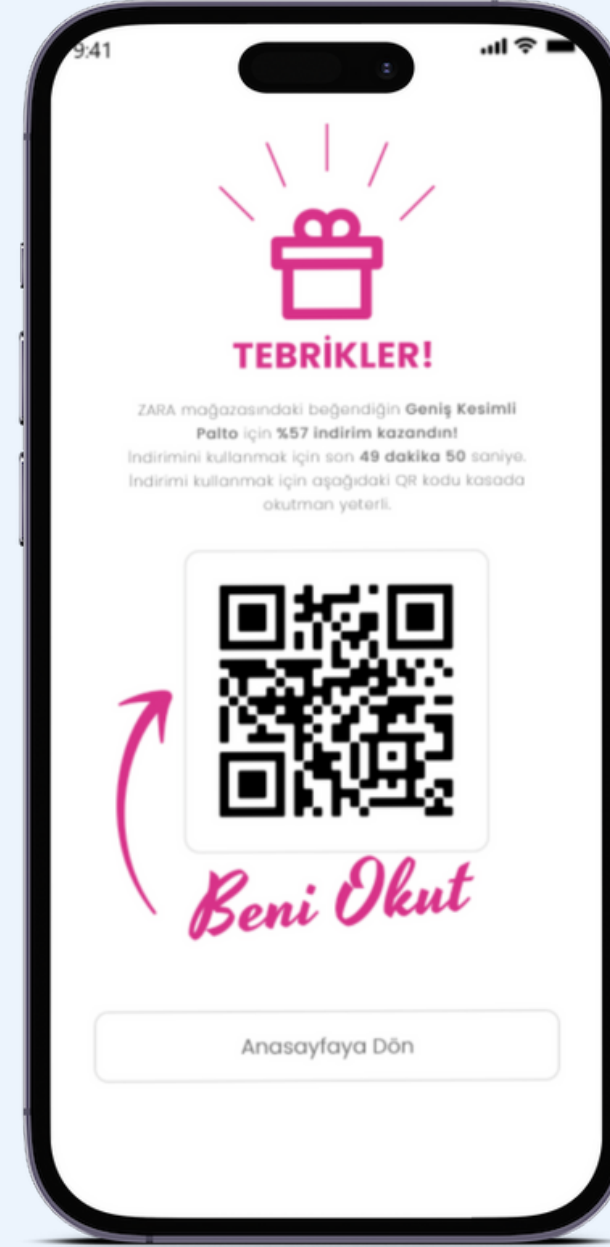 9:41
TEBRİKLER!
ZARA mağazasındaki beğendiğin Geniş Kesimli
Palto için %57 indirim kazandın!
İndirimini kullanmak için son 49 dakika 50 saniye.
İndirimi kullanmak için aşağıdaki QR kodu kasada
okutman yeterli.
Beni Okut
Anasayfaya Dön